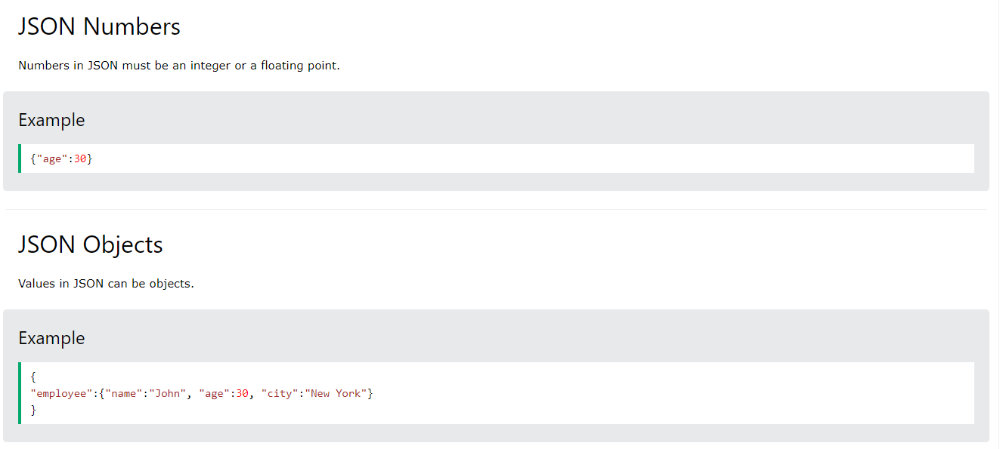 JSON Numbers
Numbers in JSON must be an integer or a floating point.
Example
{"age":30}
JSON Objects
Values in JSON can be objects.
Example
{
"employee":{"name":"John", "age":30, "city":"New York"}
}